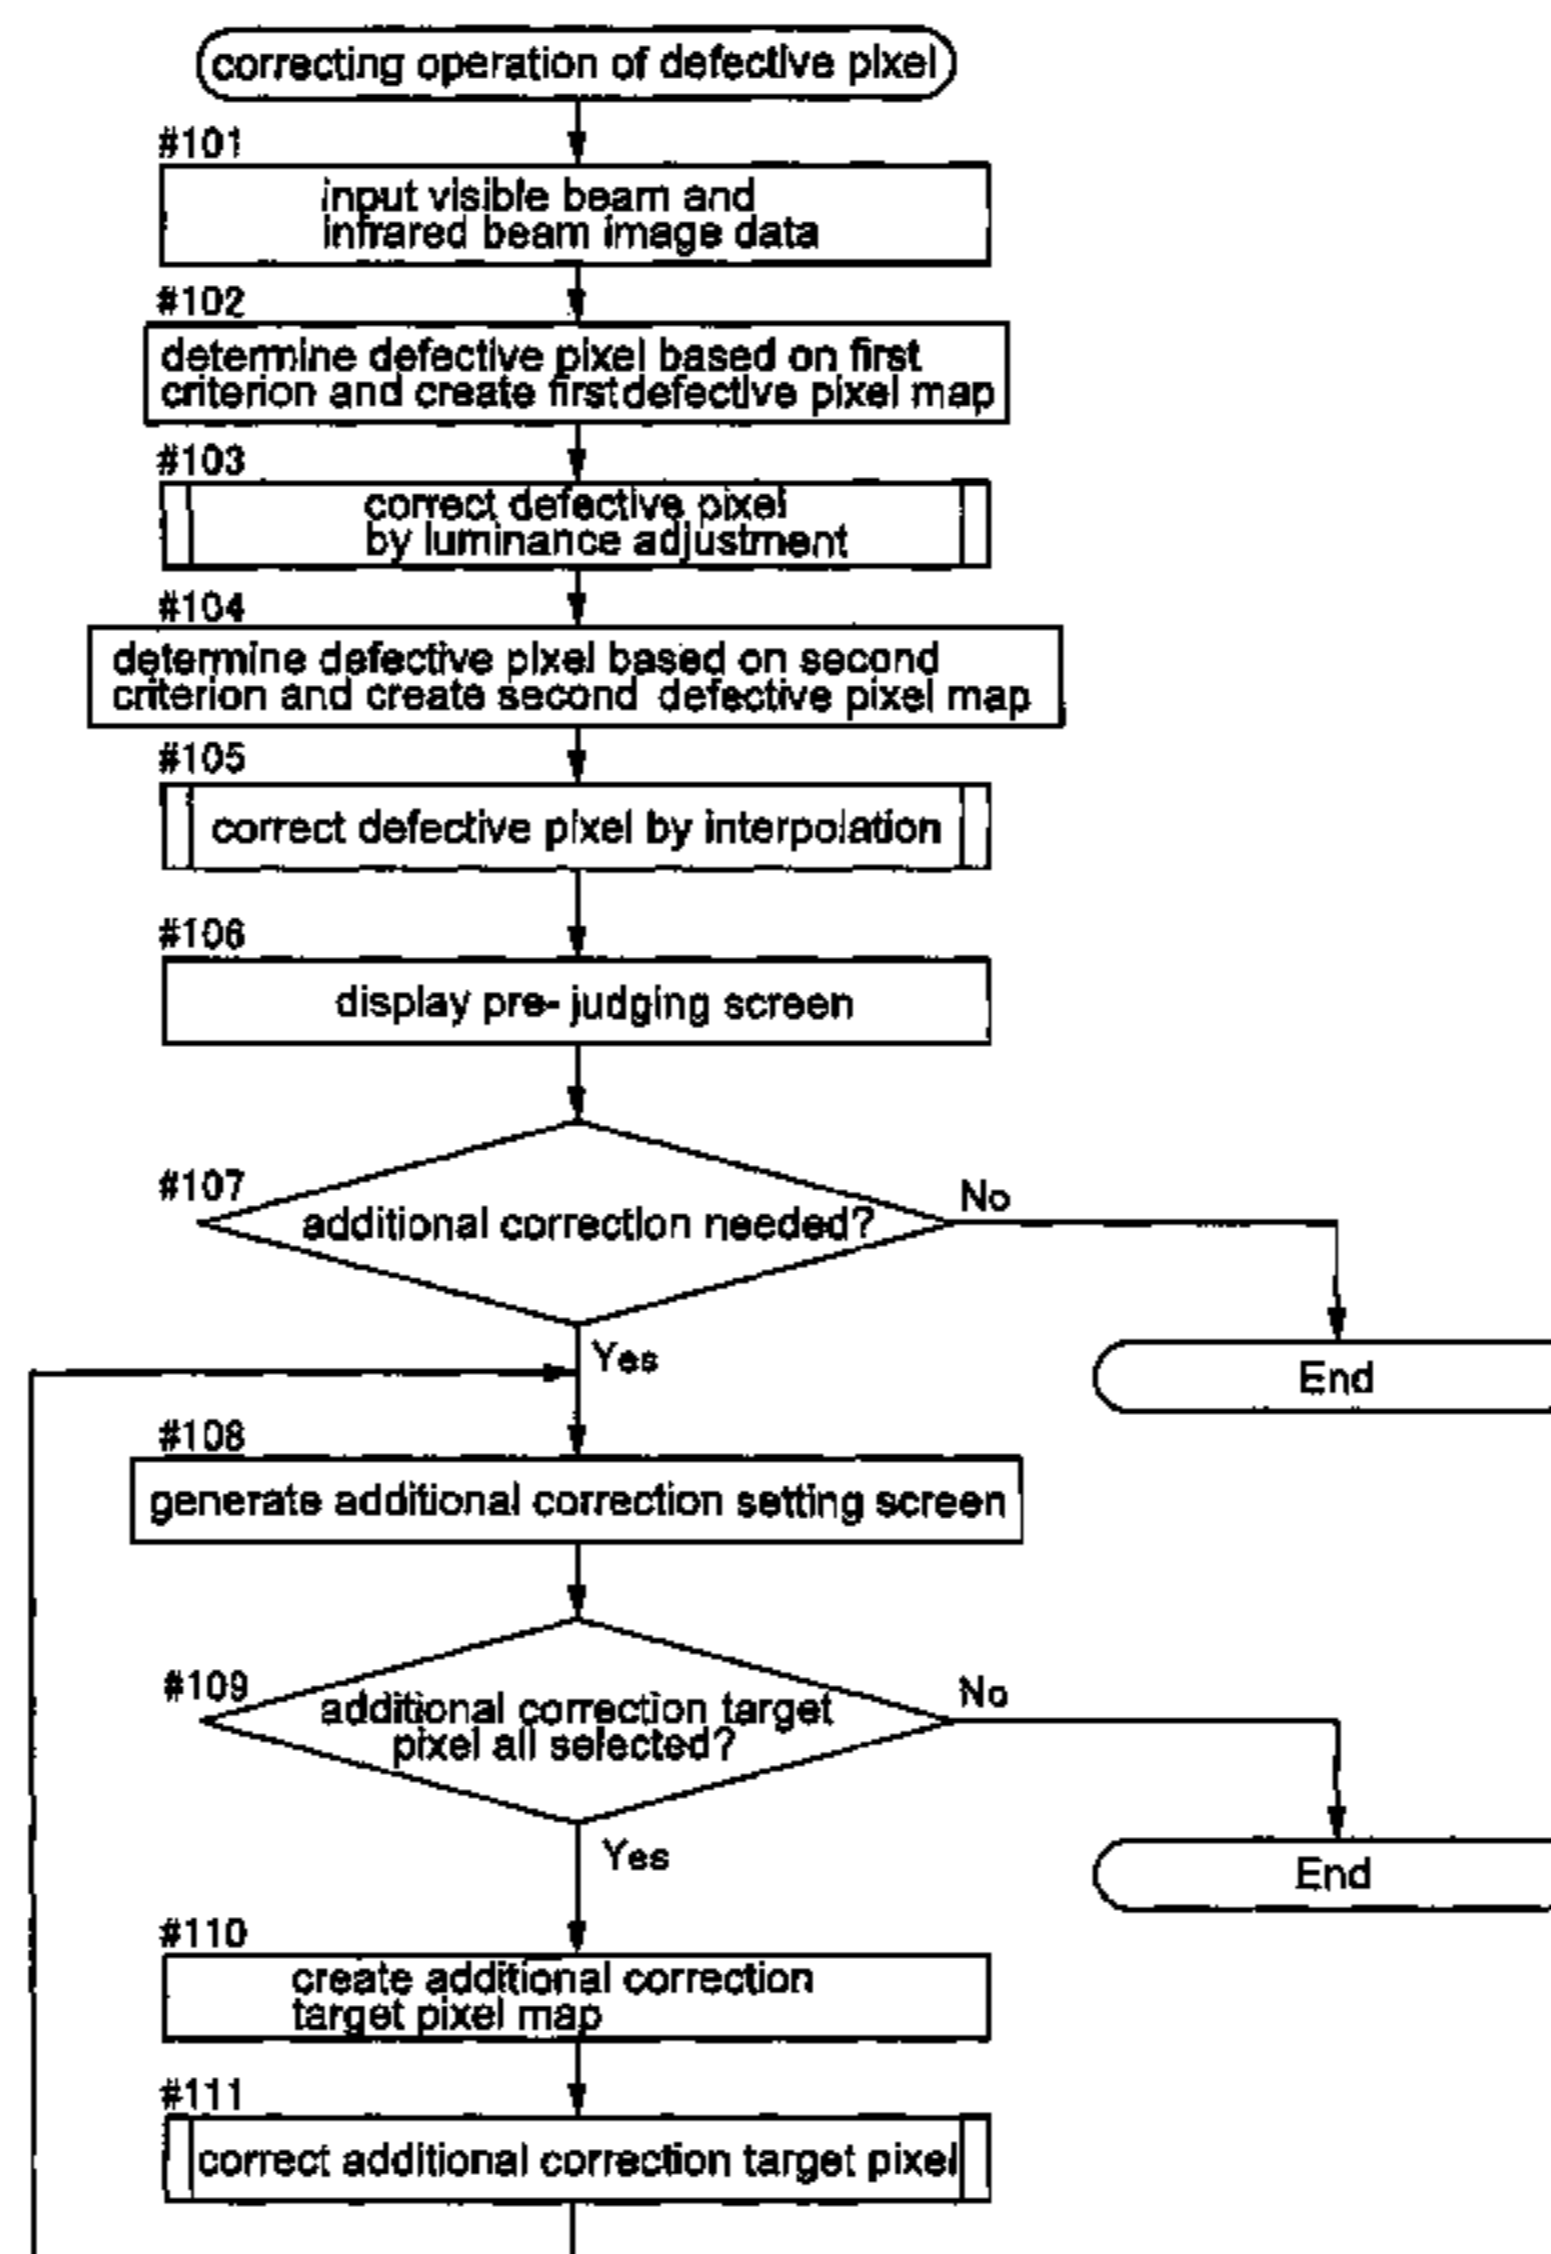 correcting operation of defective pixel
#101
input visible beam and
infrared beam image data
#102
determine defective pixel based on first
criterion and create first defective pixel map
#103
correct defective pixel
by luminance adjustment
#104
determine defective pixel based on second
criterion and create second defective pixel map
#105
correct defective pixel by interpolation
#106
display pre- judging screen
#107
additional correction needed?
No
Yes
End
#108
generate additional correction setting screen
#109
additional correction target
pixel all selected?
No
Yes
End
#110
create additional correction
target pixel map
#111
correct additional correction target pixel